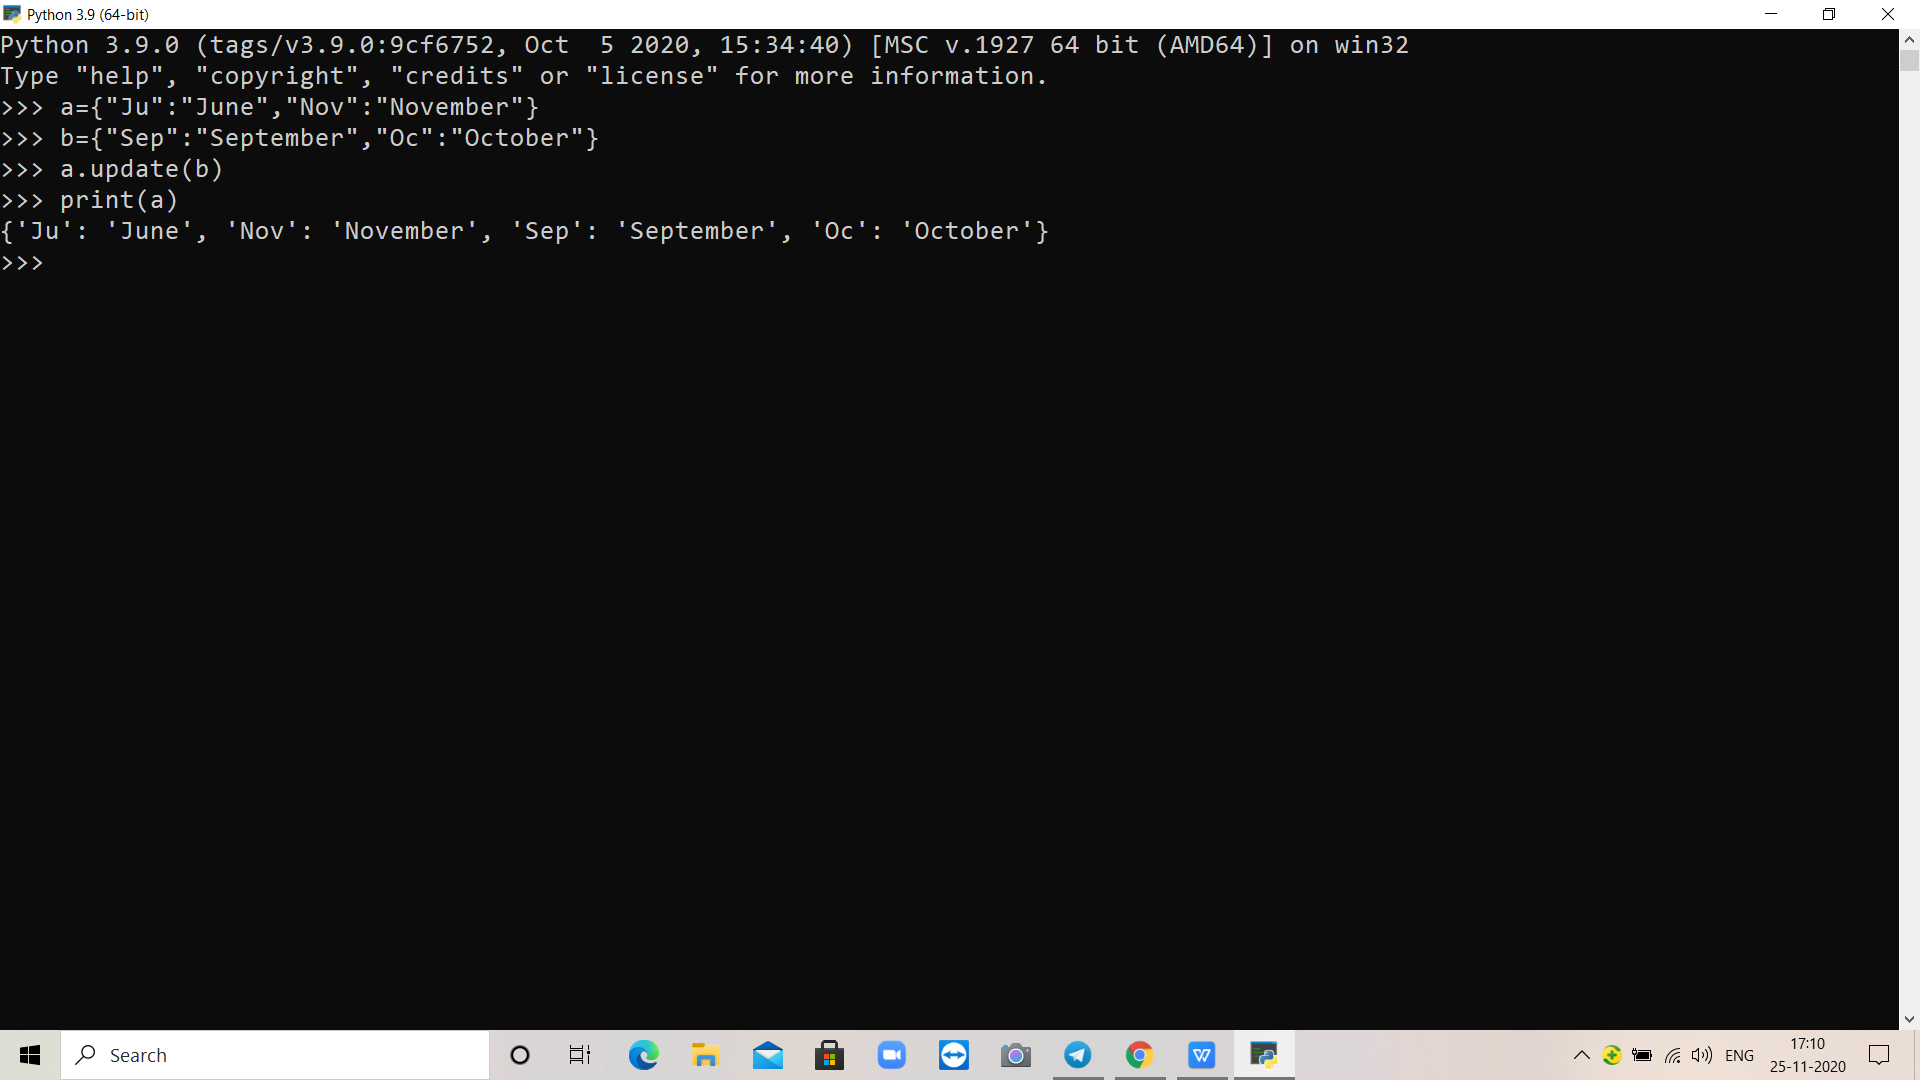 Python 3.9 (64-bit)
Python 3.9.0 (tags/v3.9.0:9cf6752, Oct  5 2020, 15:34:40) [MSC v.1927 64 bit (AMD64)] on win32
Type "help", "copyright", "credits" or "license" for more information.
>>> a={"Ju":"June","Nov":"November"}
>>> b={"Sep":"September","Oc":"October"}
>>> a.update(b)
>>> print(a)
{'Ju': 'June', 'Nov': 'November', 'Sep': 'September', 'Oc': 'October'}
>>>
Search
ENG
17:10
25-11-2020